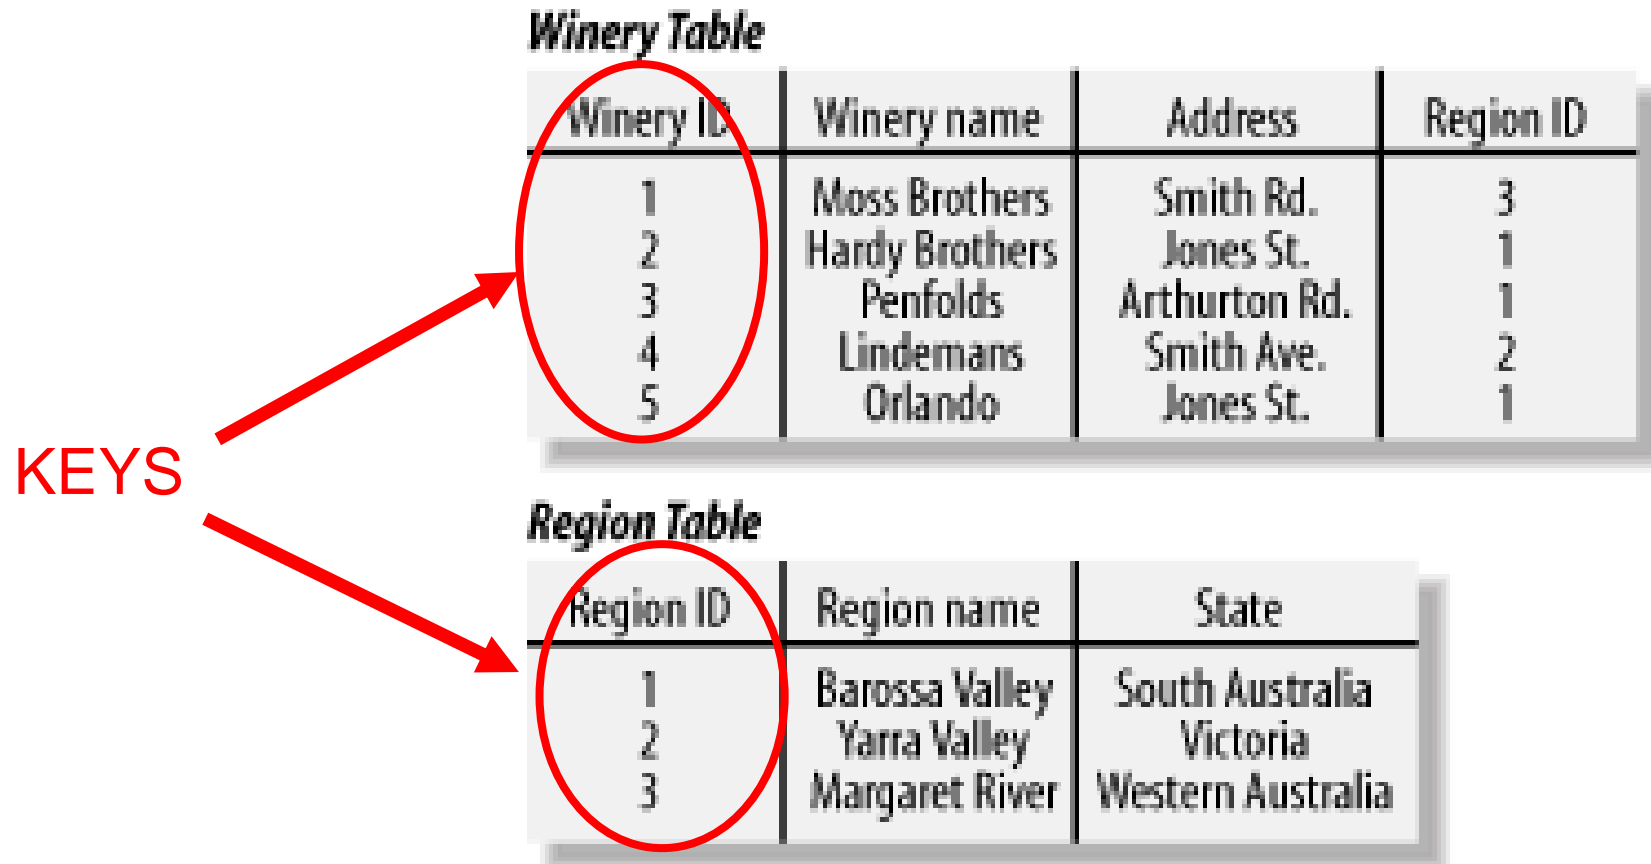 Winery Table
Winery ID Winery name Address Region ID
1 Moss Brothers Smith Rd. 3
2 Hardy Brothers Jones St. 1
3 Penfolds Arthurton Rd. 1
4 Lindemans Smith Ave. 2
5 Orlando Jones St. 1
KEYS
Region Table
Region ID Region name State
1 Barossa Valley South Australia
2 Yarra Valley Victoria
3 Margaret River Western Australia